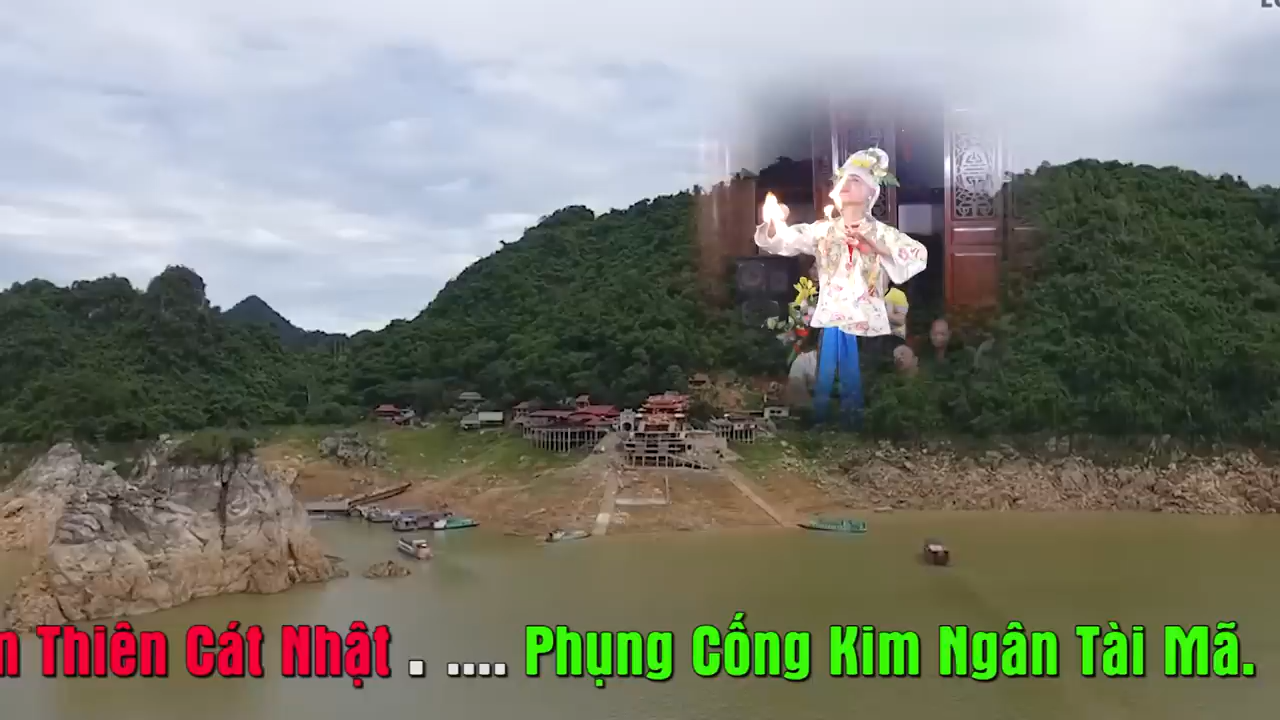 Thiên Cát Nhật . .... Phụng Cống Kim Ngân Tài Mã.